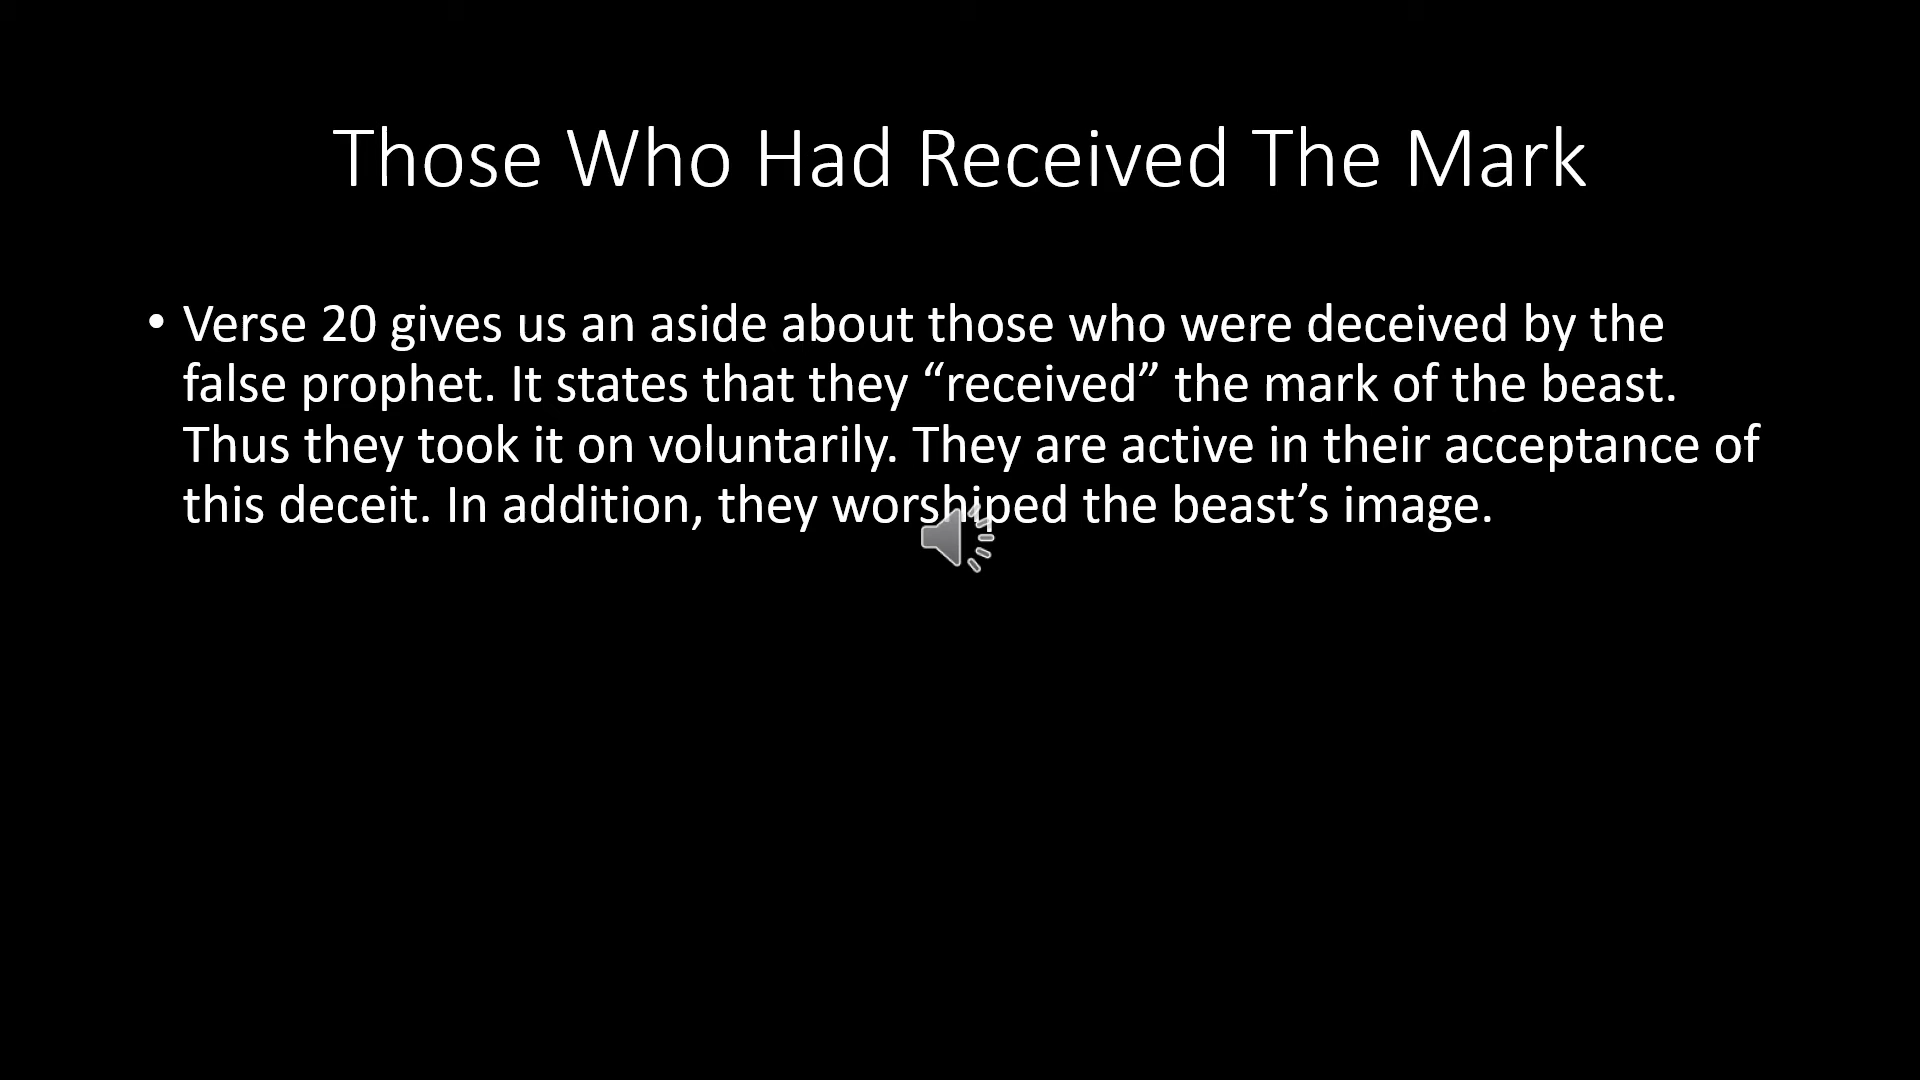 Those Who Had Received The Mark
• Verse 20 gives us an aside about those who were deceived by the
false prophet. It states that they “received” the mark of the beast.
Thus they took it on voluntarily. They are active in their acceptance of
this deceit. In addition, they worshiped the beast’s image.